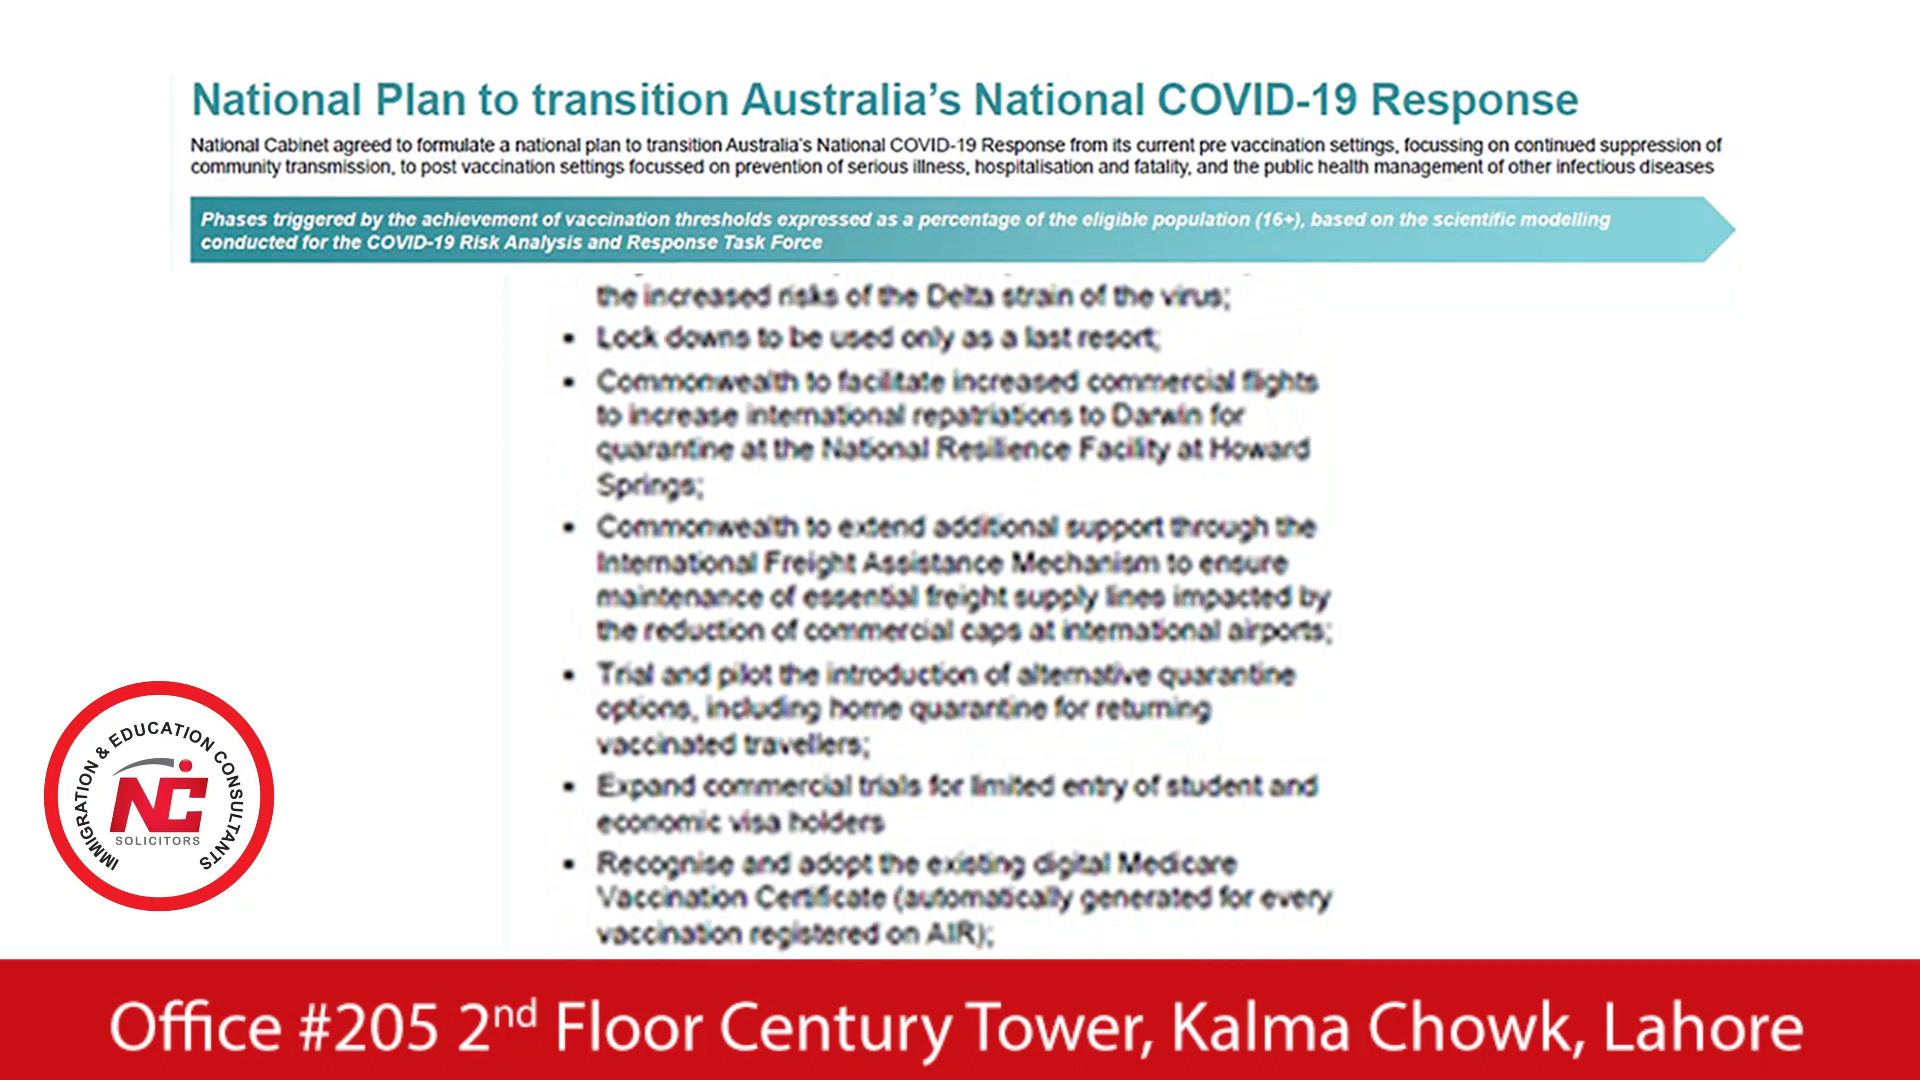 National Plan to transition Australia's National COVID-19 Response
National Cabinet agreed to formulate a national plan to transition Australia's National COVID-19 Response from its current pre vaccination settings, focussing on continued suppression of
community transmission, to post vaccination settings focussed on prevention of serious illness, hospitalisation and fatality, and the public health management of other infectious diseases
Phases triggered by the achievement of vaccination thresholds expressed as a percentage of the eligible population (16+), based on the scientific modelling
conducted for the COVID-19 Risk Analysis and Response Task Force
the increased risks of the Delta strain of the virus;
• Lock downs to be used only as a last resort;
• Commonwealth to facilitate increased commercial flights
to increase international repatriations to Darwin for
quarantine at the National Resilience Facility at Howard
Springs;
• Commonwealth to extend additional support through the
International Freight Assistance Mechanism to ensure
maintenance of essential freight supply lines impacted by
the reduction of commercial caps at international airports;
• Trial and pilot the introduction of alternative quarantine
options, including home quarantine for returning
vaccinated travellers;
• Expand commercial trials for limited entry of student and
economic visa holders
• Recognise and adopt the existing digital Medicare
Vaccination Certificate (automatically generated for every
vaccination registered on AIR);
IMMIGRATION & EDUCATION CONSULTANTS
NC
SOLICITORS
Office #205 2nd Floor Century Tower, Kalma Chowk, Lahore